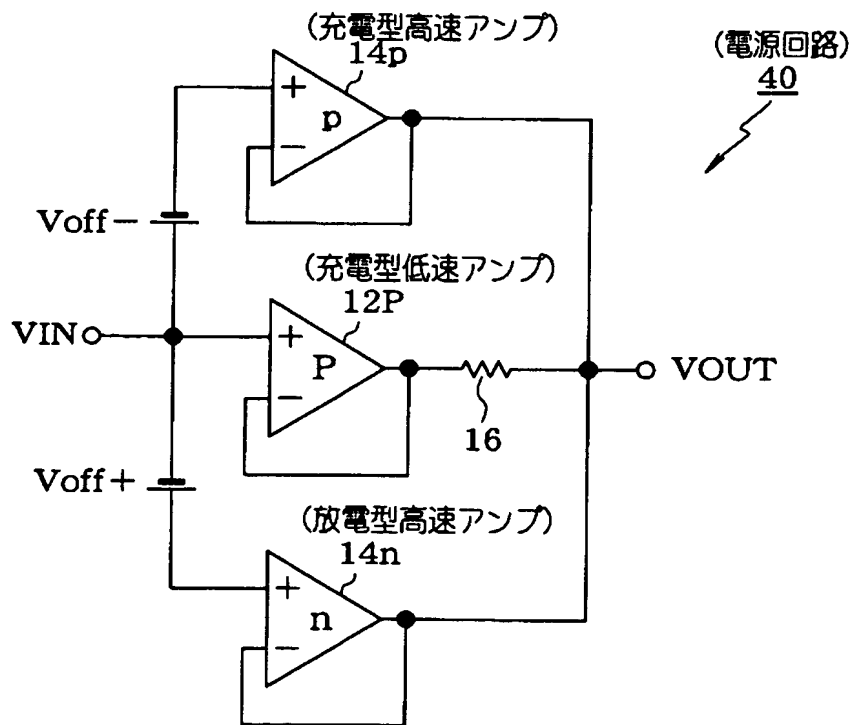 (充電型高速アンプ)
14p
(電源回路)
40
+
p
−
Voff−
(充電型低速アンプ)
12P
VIN
+
P
−
16
VOUT
Voff+
(放電型高速アンプ)
14n
+
n
−